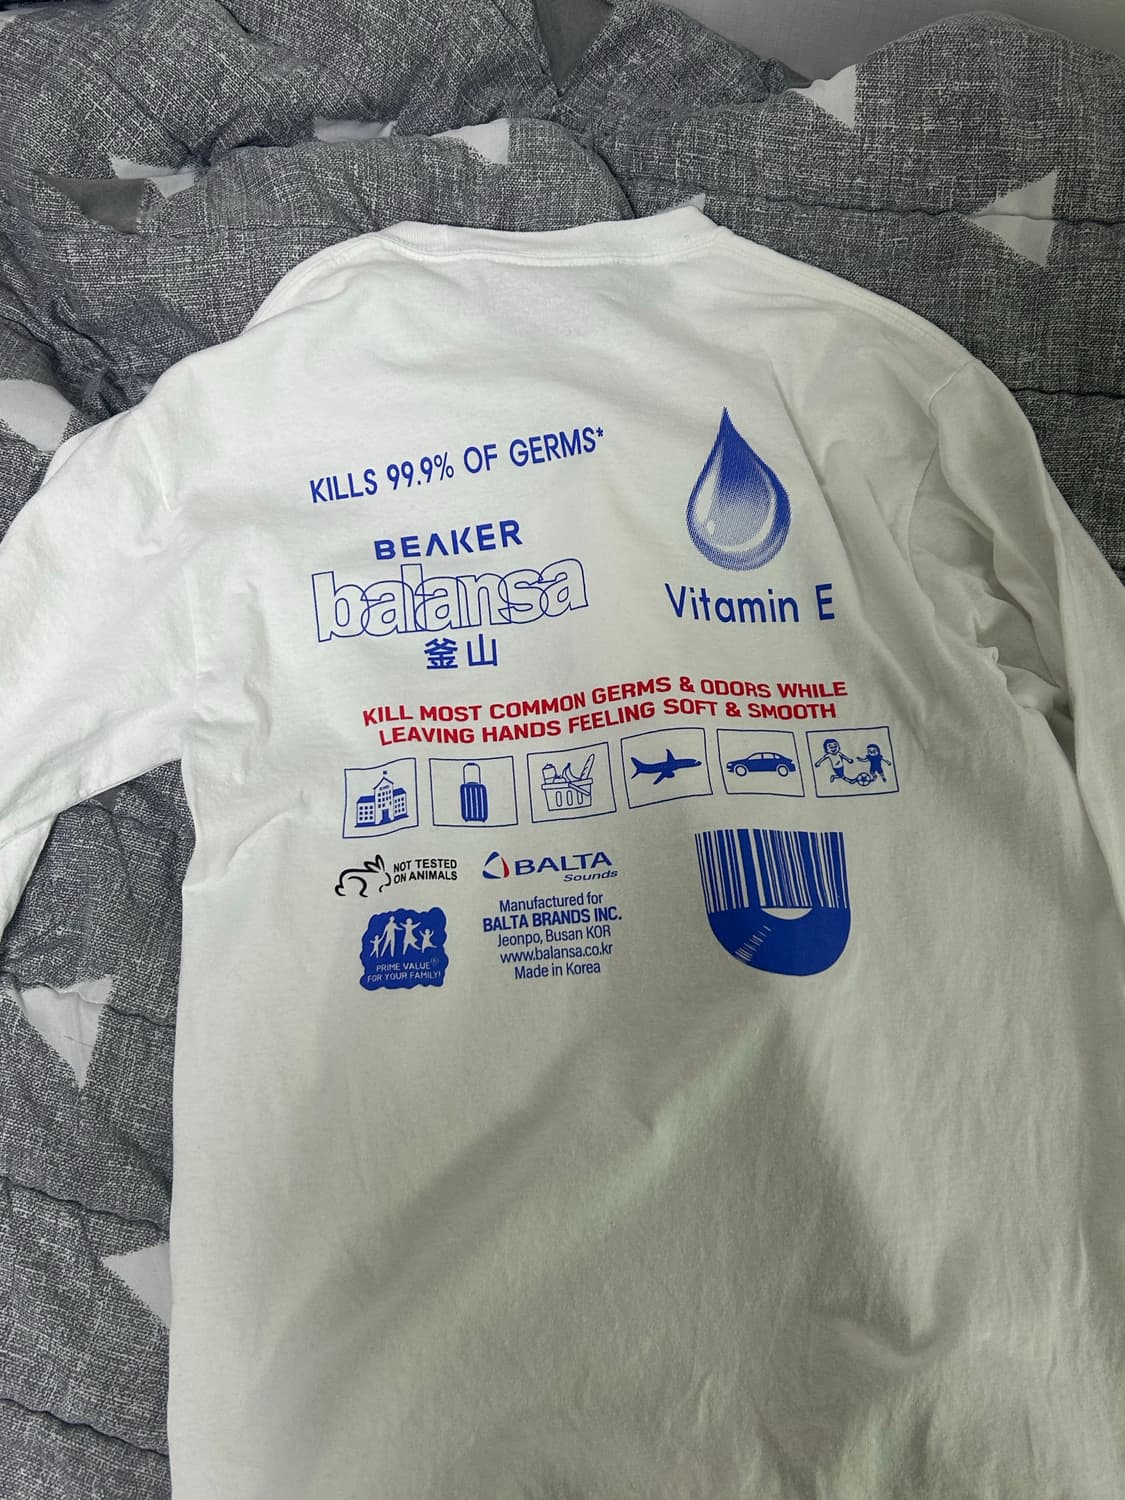 KILLS 99.9% OF GERMS*
BEAKER
balansa
釜山
Vitamin E
KILL MOST COMMON GERMS & ODORS WHILE
LEAVING HANDS FEELING SOFT & SMOOTH
NOT TESTED
ON ANIMALS
PRIME VALUE®
FOR YOUR FAMILY!
BALTA
Sounds
Manufactured for
BALTA BRANDS INC.
Jeonpo, Busan KOR
www.balansa.co.kr
Made in Korea